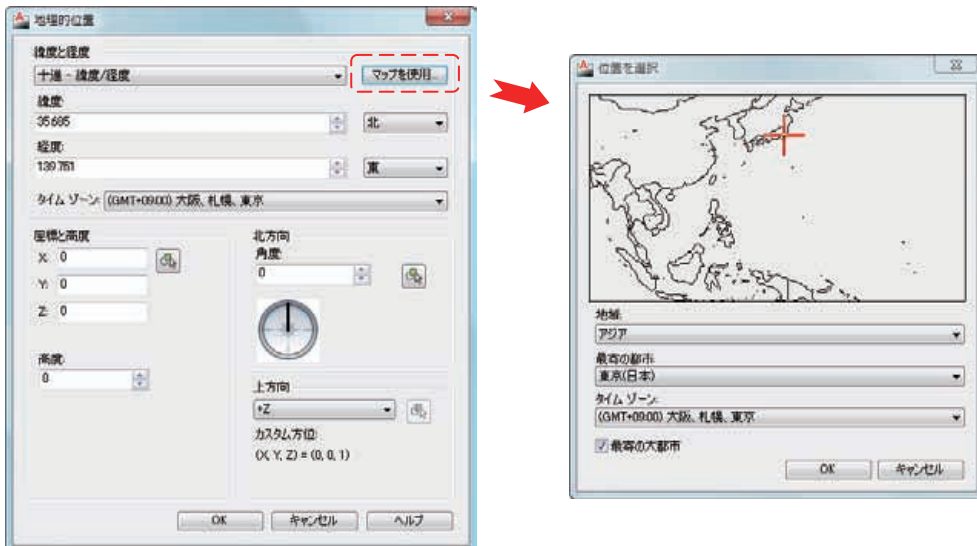 地理的位置
緯度と経度
十進 - 緯度/経度
マップを使用...
緯度:
35.685
北
経度:
139.751
東
タイム ゾーン: (GMT+09:00) 大阪、札幌、東京
座標と高度
X: 0
Y: 0
Z: 0
高度:
0
北方向
角度:
0
上方向
+Z
カスタム方位:
(X, Y, Z) = (0, 0, 1)
OK
キャンセル
ヘルプ
位置を選択
地域:
アジア
最寄の都市:
東京(日本)
タイム ゾーン:
(GMT+09:00) 大阪、札幌、東京
最寄の大都市
OK
キャンセル